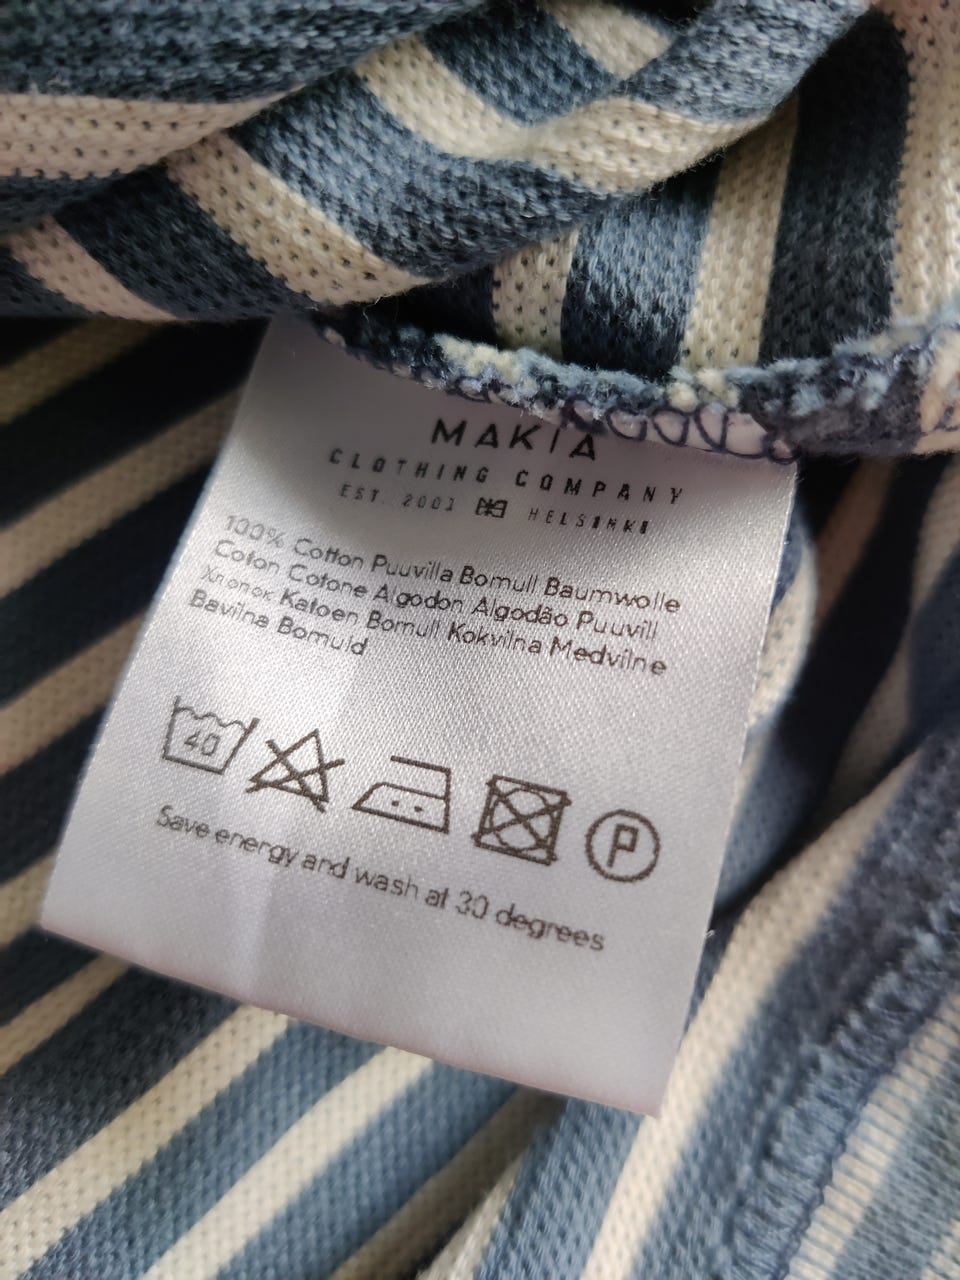 MAKIA
CLOTHING COMPANY
EST. 2001 HELSINKI
100% Cotton Puuvilla Bomull Baumwolle
Coton Cotone Algodon Algodão Puuvill
Хлопок Katoen Bomull Kokvilna Medvilne
Bavilna Bomuld
40
P
Save energy and wash at 30 degrees